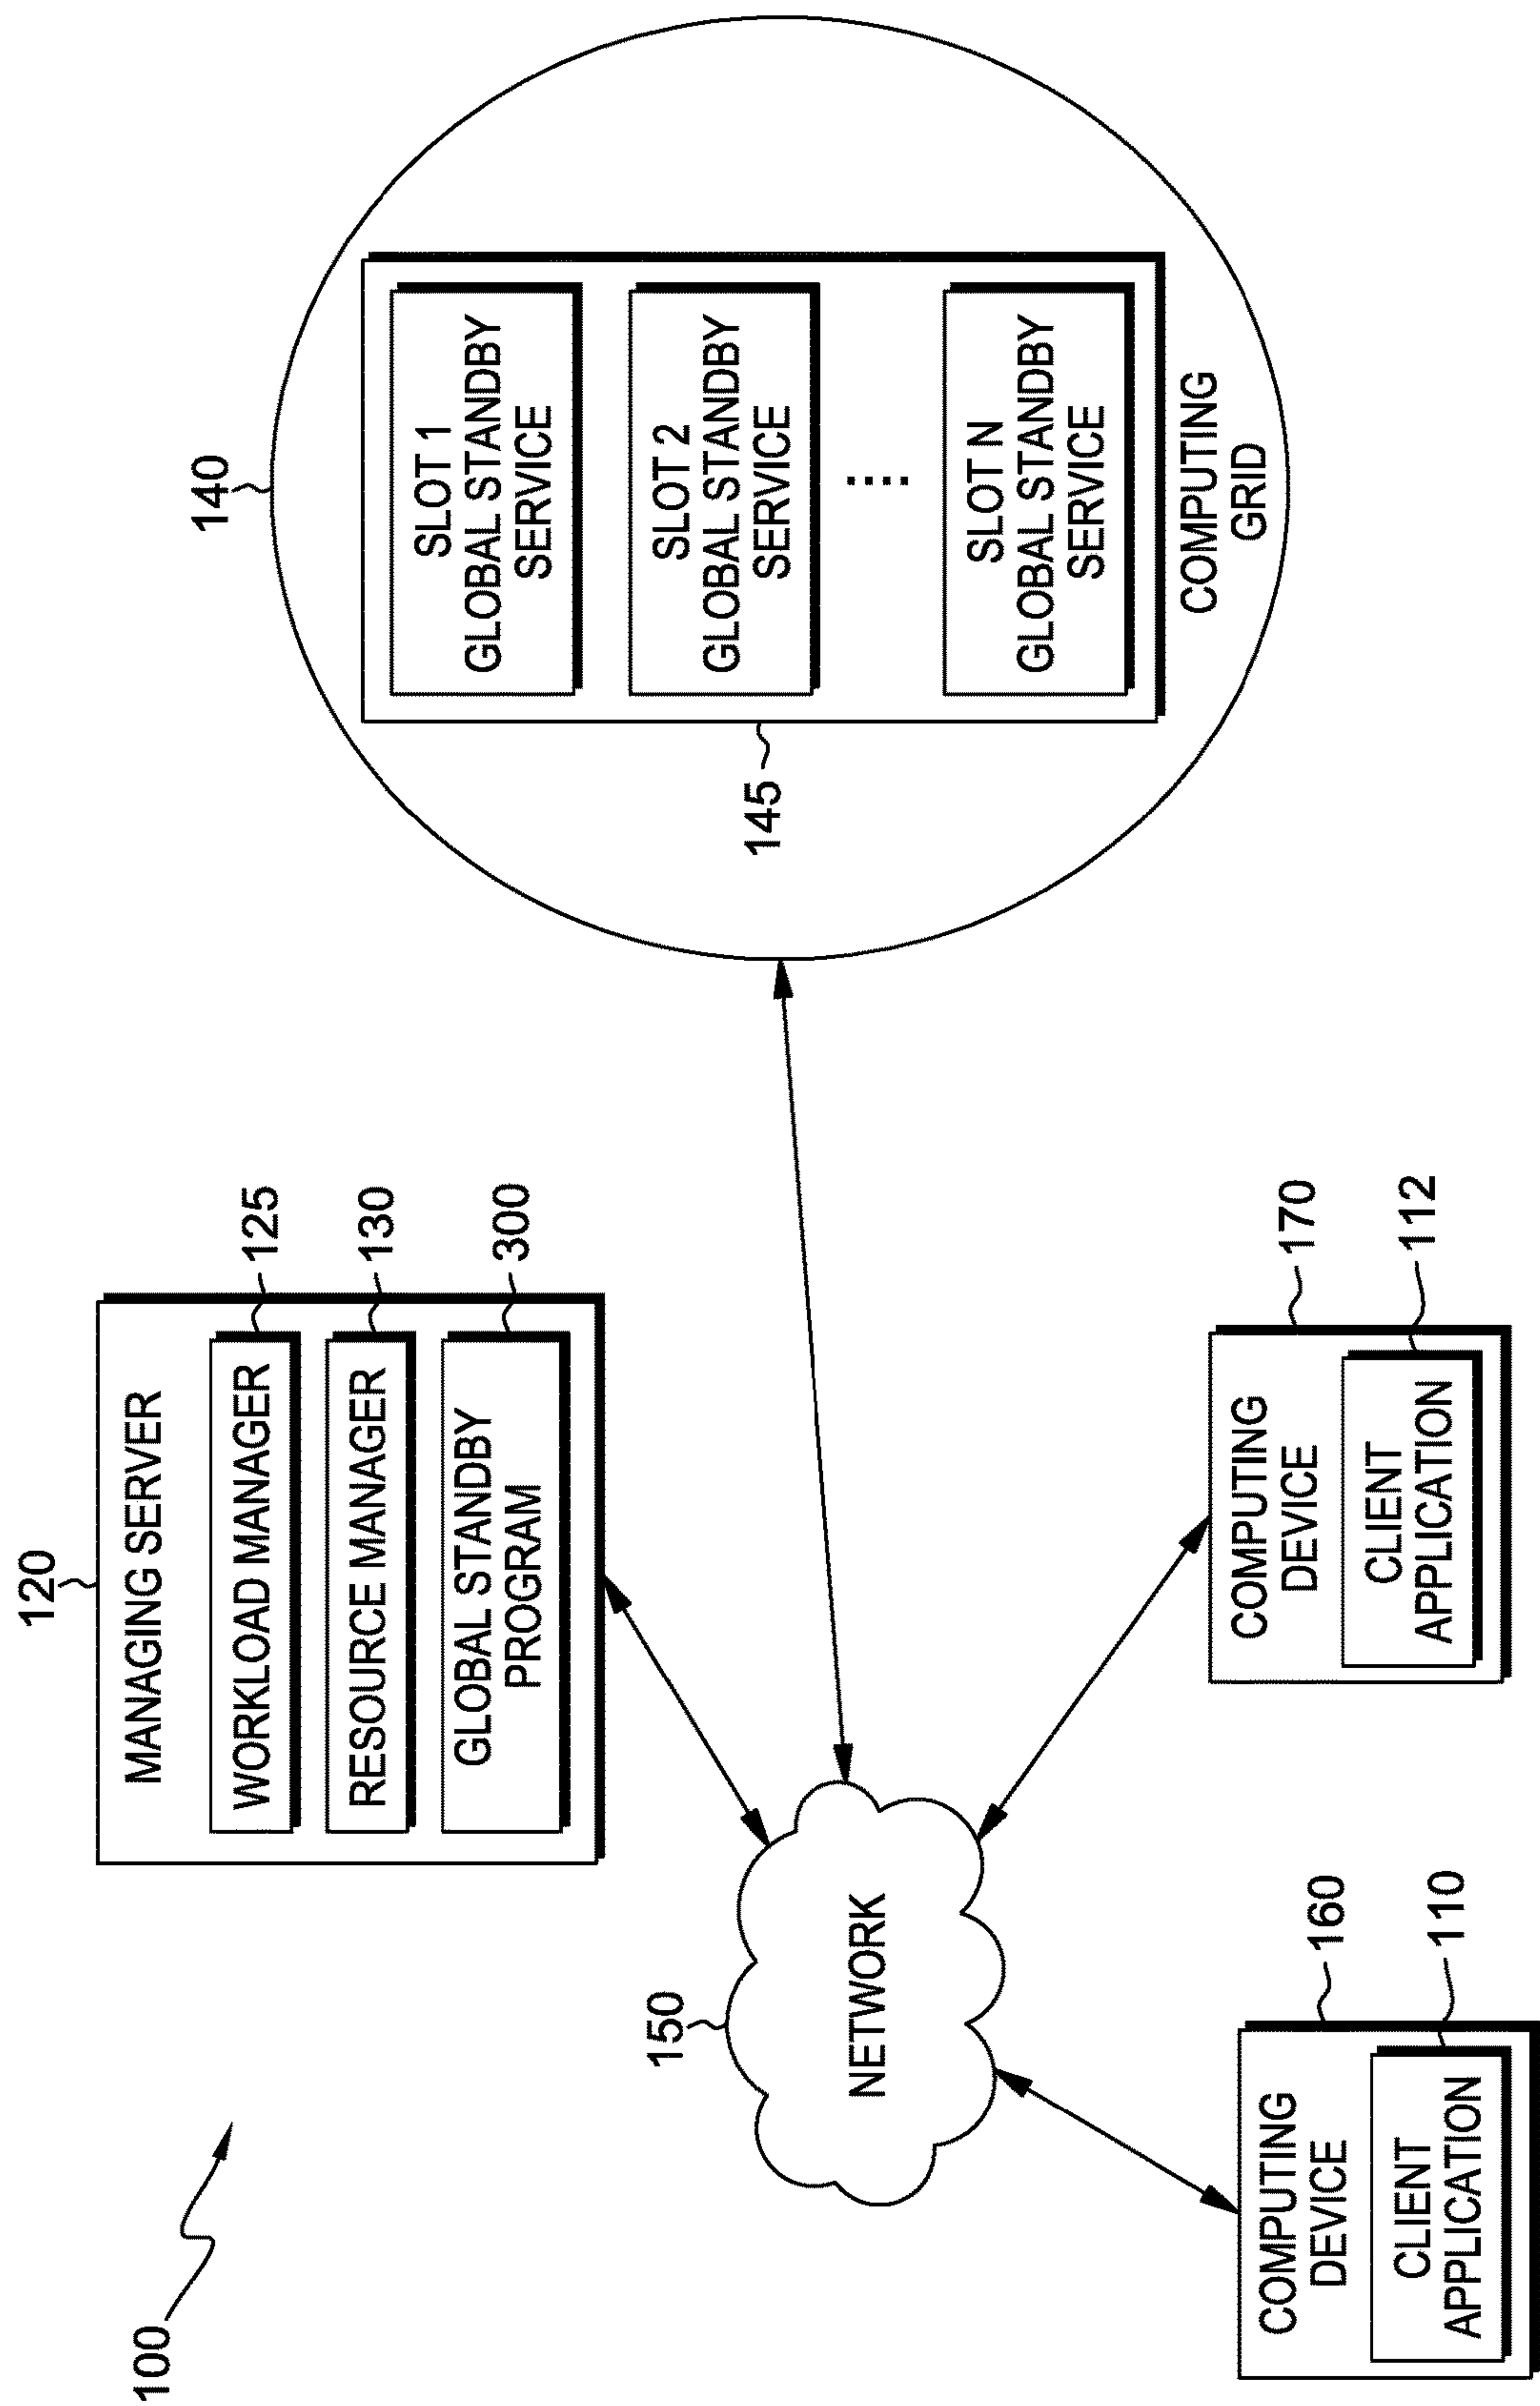 100
120
MANAGING SERVER
WORKLOAD MANAGER
125
RESOURCE MANAGER
130
GLOBAL STANDBY
PROGRAM
300
140
SLOT 1
GLOBAL STANDBY
SERVICE
SLOT 2
GLOBAL STANDBY
SERVICE
....
SLOT N
GLOBAL STANDBY
SERVICE
145
COMPUTING
GRID
150
NETWORK
COMPUTING
DEVICE
160
CLIENT
APPLICATION
110
COMPUTING
DEVICE
170
CLIENT
APPLICATION
112